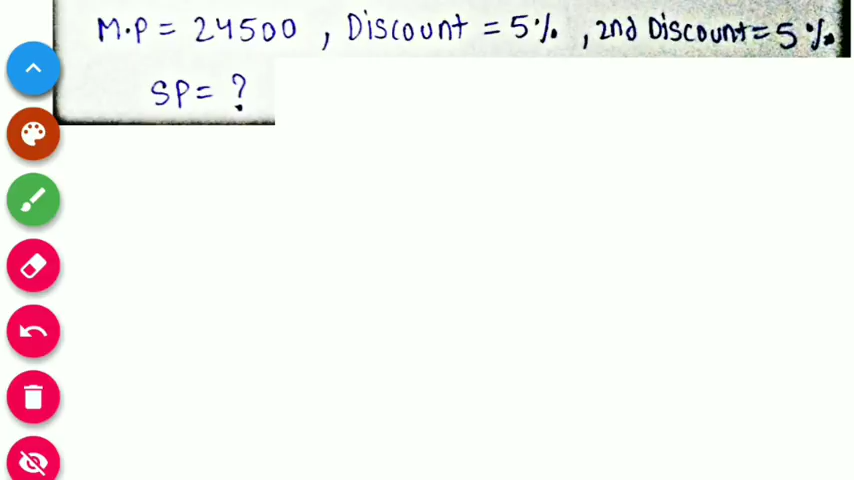 M.P = 24500 , Discount = 5% , 2nd Discount = 5%.
SP = ?